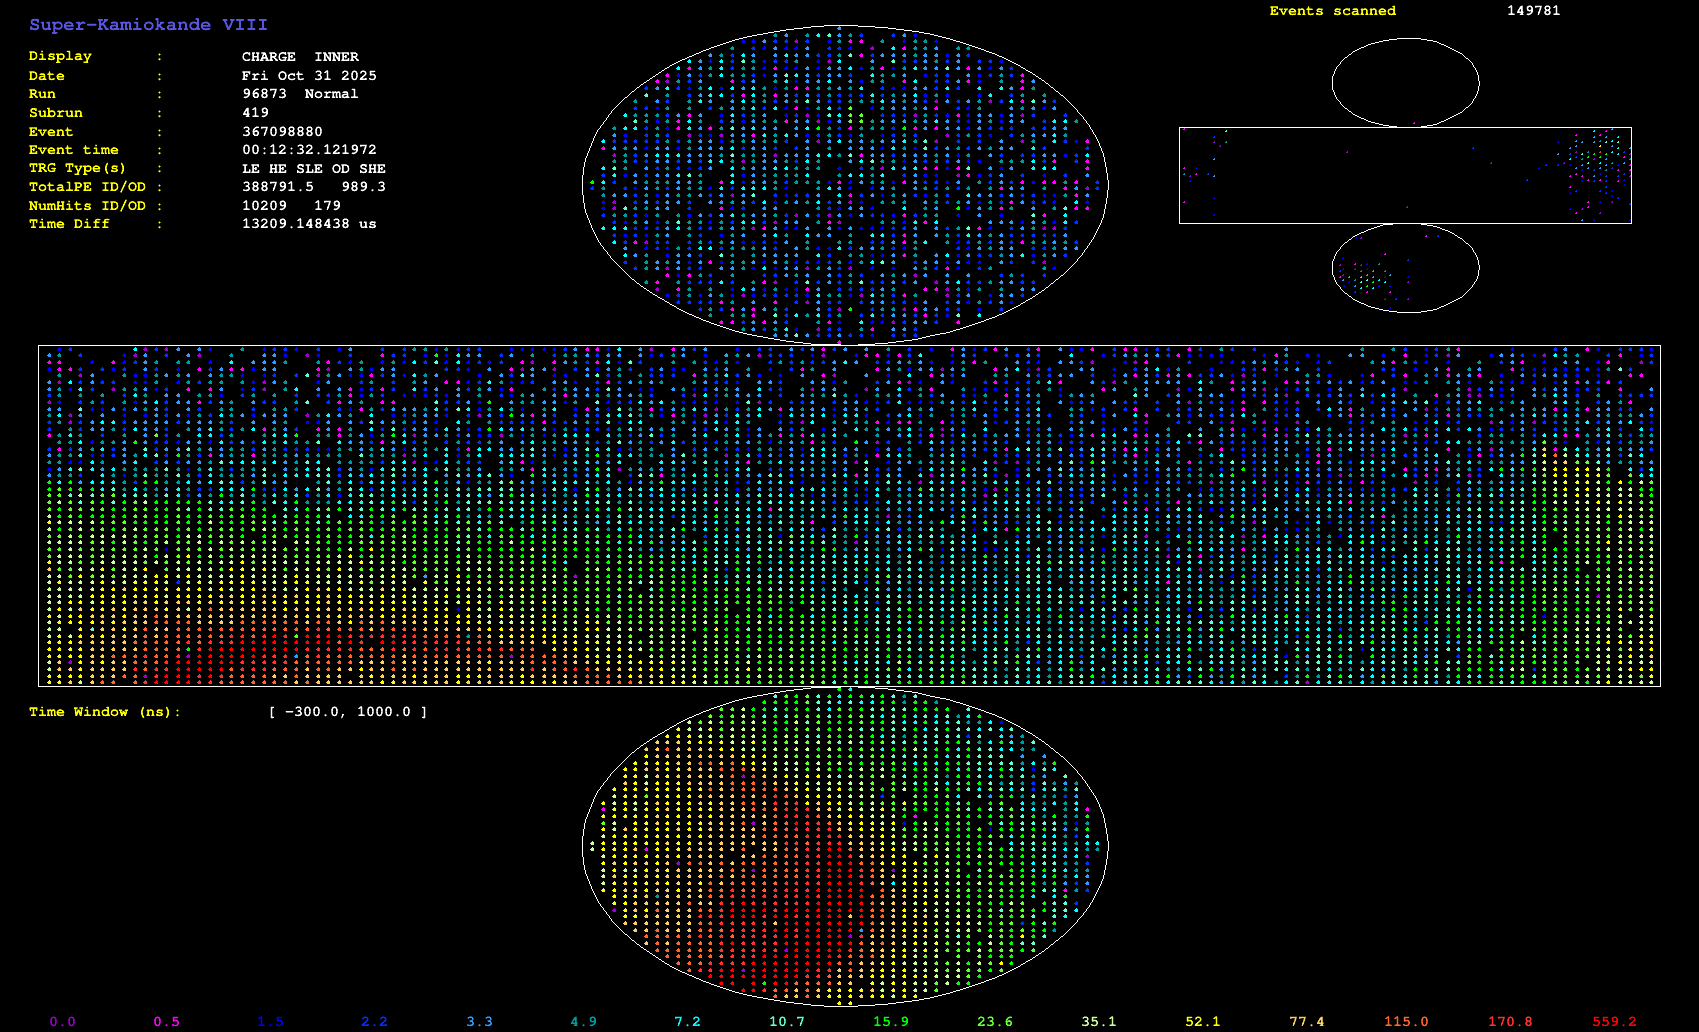 Super-Kamiokande VIII
Display : CHARGE INNER
Date : Fri Oct 31 2025
Run : 96873 Normal
Subrun : 419
Event : 367098880
Event time : 00:12:32.121972
TRG Type(s) : LE HE SLE OD SHE
TotalPE ID/OD : 388791.5 989.3
NumHits ID/OD : 10209 179
Time Diff : 13209.148438 us
Events scanned 149781
Time Window (ns): [ -300.0, 1000.0 ]
0.0 0.5 1.5 2.2 3.3 4.9 7.2 10.7 15.9 23.6 35.1 52.1 77.4 115.0 170.8 559.2